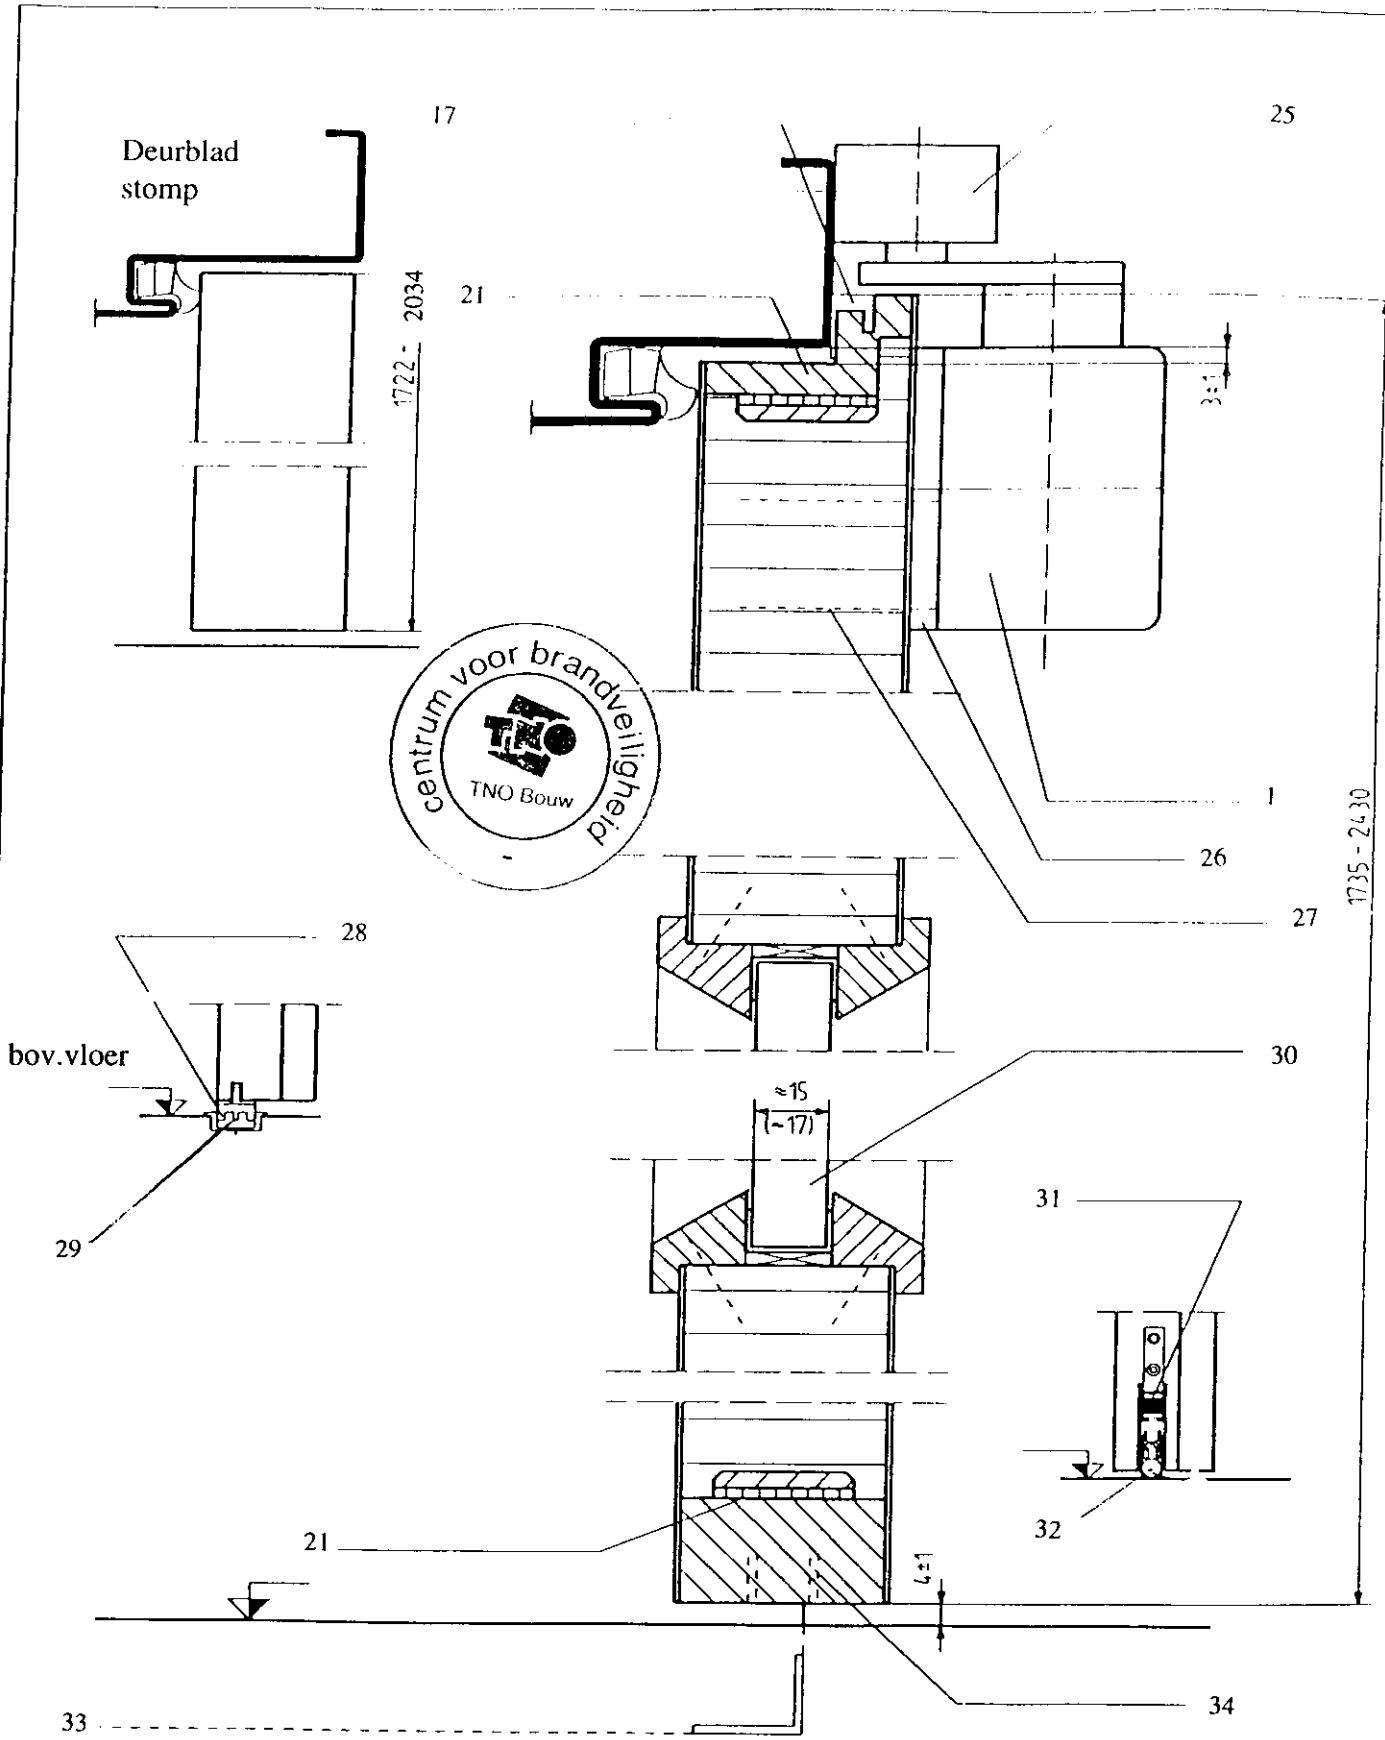 17
25
Deurblad
stomp
21
1722 - 2034
3±1
centrum voor brandveiligheid
TNO
TNO Bouw
1
26
1735 - 2430
27
28
bov.vloer
30
≈15
(~17)
29
31
32
21
4±1
34
33